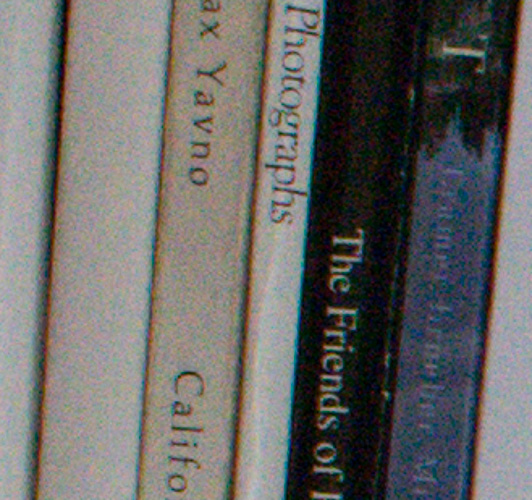 ax Yavno
Califo
Photographs
The Friends of
T